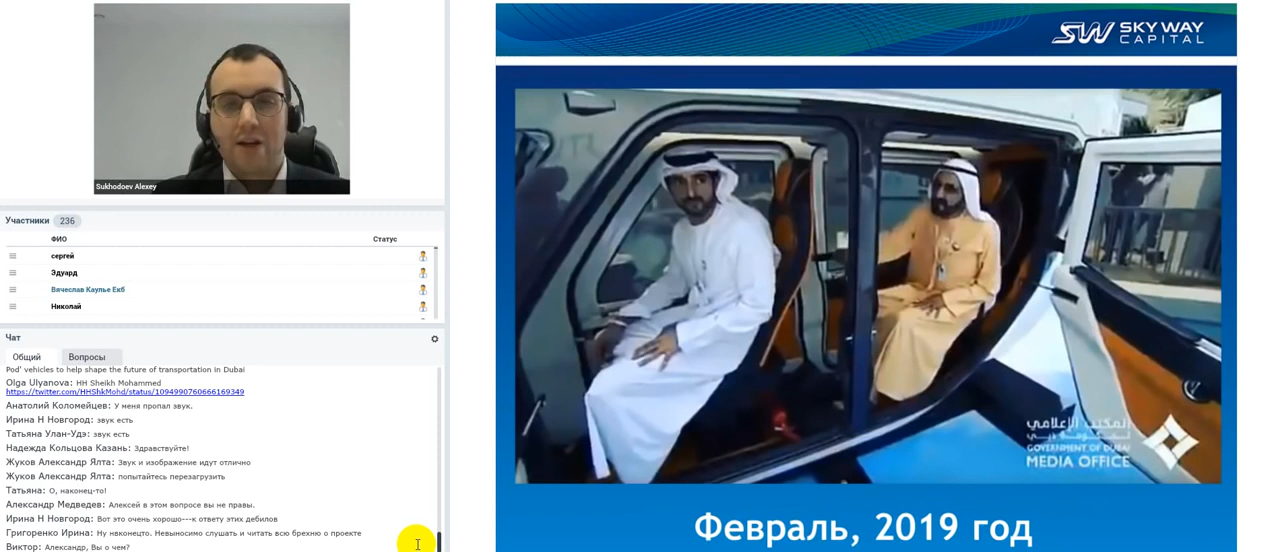 Sukhodoev Alexey
Участники 236
ФИО Статус
сергей
Эдуард
Вячеслав Каулье Екб
Николай
Чат
Общий Вопросы
Pod' vehicles to help shape the future of transportation in Dubai
Olga Ulyanova: HH Sheikh Mohammed
https://twitter.com/HHShkMohd/status/1094990760666169349
Анатолий Коломейцев: У меня пропал звук.
Ирина Н Новгород: звук есть
Татьяна Улан-Удэ: звук есть
Надежда Кольцова Казань: Здравствуйте!
Жуков Александр Ялта: Звук и изображение идут отлично
Жуков Александр Ялта: попытайтесь перезагрузить
Татьяна: О, наконец-то!
Александр Медведев: Алексей в этом вопросе вы не правы.
Ирина Н Новгород: Вот это очень хорошо---к ответу этих дебилов
Григоренко Ирина: Ну нвконецто. Невыносимо слушать и читать всю брехню о проекте
Виктор: Александр, Вы о чем?
SW SKY WAY
CAPITAL
المكتب الإعلامي
لحكومة دبي
GOVERNMENT OF DUBAI
MEDIA OFFICE
Февраль, 2019 год